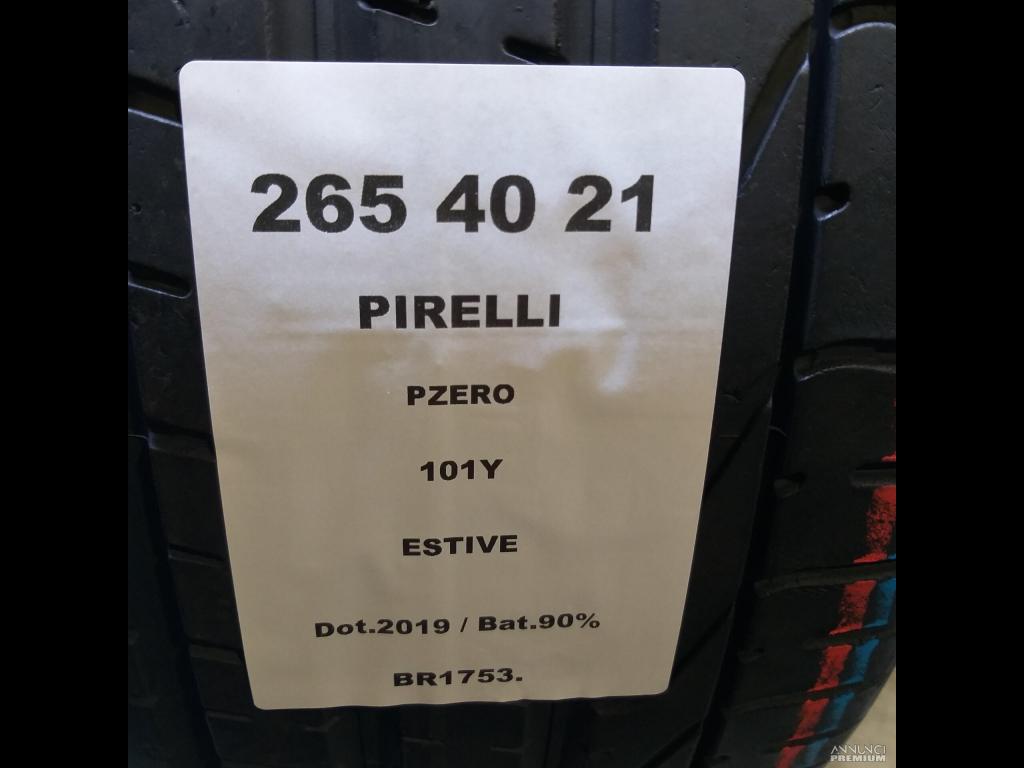 265 40 21
PIRELLI
PZERO
101Y
ESTIVE
Dot.2019 / Bat.90%
BR1753.
ANNUNCI
PREMIUM